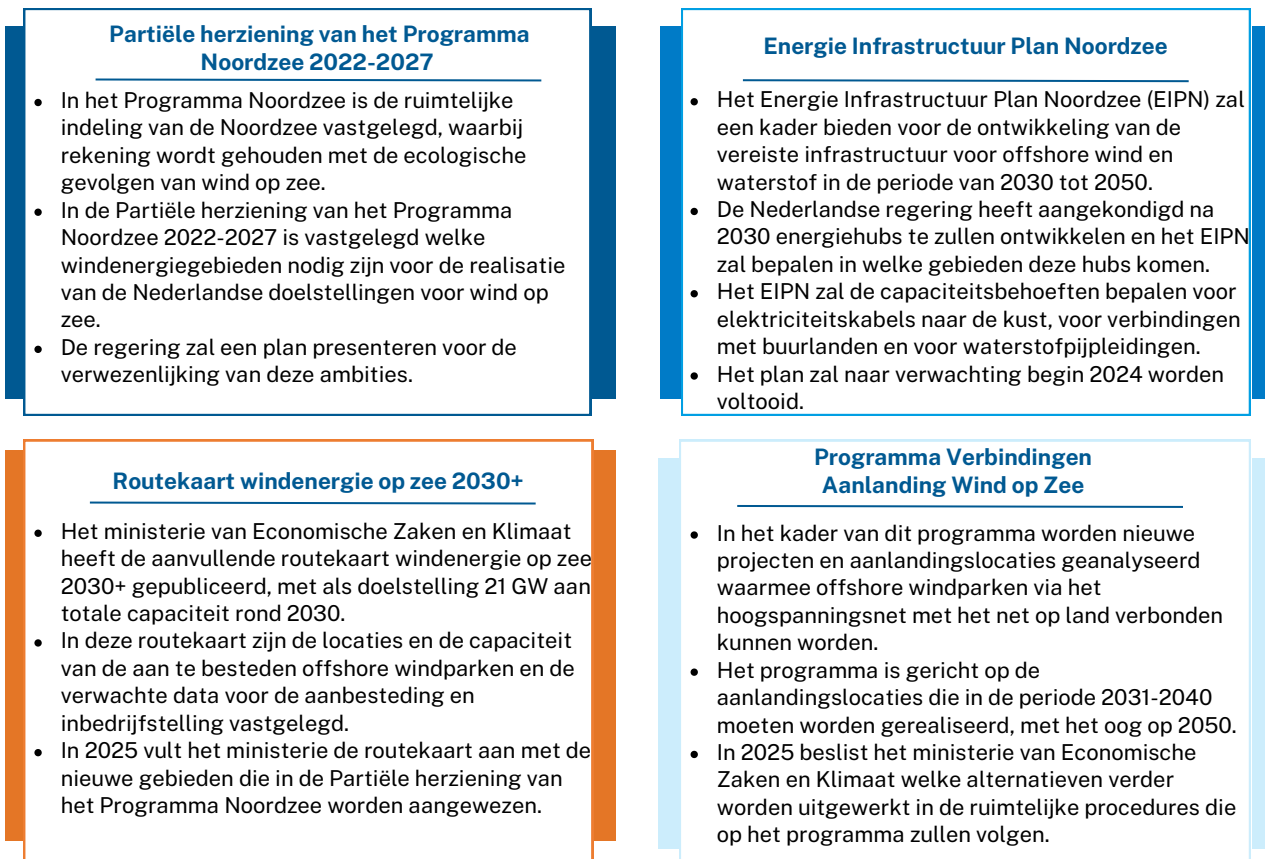 Partiële herziening van het Programma
Noordzee 2022-2027
• In het Programma Noordzee is de ruimtelijke
indeling van de Noordzee vastgelegd, waarbij
rekening wordt gehouden met de ecologische
gevolgen van wind op zee.
• In de Partiële herziening van het Programma
Noordzee 2022-2027 is vastgelegd welke
windenergiegebieden nodig zijn voor de realisatie
van de Nederlandse doelstellingen voor wind op
zee.
• De regering zal een plan presenteren voor de
verwezenlijking van deze ambities.
Energie Infrastructuur Plan Noordzee
• Het Energie Infrastructuur Plan Noordzee (EIPN) zal
een kader bieden voor de ontwikkeling van de
vereiste infrastructuur voor offshore wind en
waterstof in de periode van 2030 tot 2050.
• De Nederlandse regering heeft aangekondigd na
2030 energiehubs te zullen ontwikkelen en het EIPN
zal bepalen in welke gebieden deze hubs komen.
• Het EIPN zal de capaciteitsbehoeften bepalen voor
elektriciteitskabels naar de kust, voor verbindingen
met buurlanden en voor waterstofpijpleidingen.
• Het plan zal naar verwachting begin 2024 worden
voltooid.
Routekaart windenergie op zee 2030+
• Het ministerie van Economische Zaken en Klimaat
heeft de aanvullende routekaart windenergie op zee
2030+ gepubliceerd, met als doelstelling 21 GW aan
totale capaciteit rond 2030.
• In deze routekaart zijn de locaties en de capaciteit
van de aan te besteden offshore windparken en de
verwachte data voor de aanbesteding en
inbedrijfstelling vastgelegd.
• In 2025 vult het ministerie de routekaart aan met de
nieuwe gebieden die in de Partiële herziening van
het Programma Noordzee worden aangewezen.
Programma Verbindingen
Aanlanding Wind op Zee
• In het kader van dit programma worden nieuwe
projecten en aanlandingslocaties geanalyseerd
waarmee offshore windparken via het
hoogspanningsnet met het net op land verbonden
kunnen worden.
• Het programma is gericht op de
aanlandingslocaties die in de periode 2031-2040
moeten worden gerealiseerd, met het oog op 2050.
• In 2025 beslist het ministerie van Economische
Zaken en Klimaat welke alternatieven verder
worden uitgewerkt in de ruimtelijke procedures die
op het programma zullen volgen.